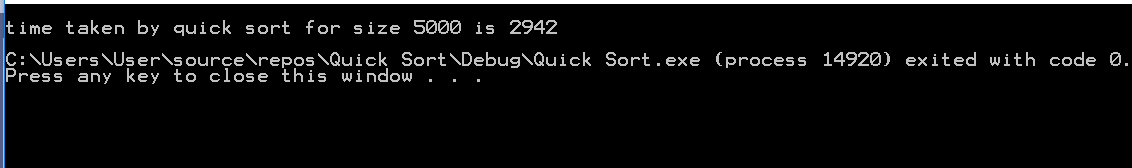 time taken by quick sort for size 5000 is 2942
C:\Users\User\source\repos\Quick Sort\Debug\Quick Sort.exe (process 14920) exited with code 0.
Press any key to close this window . . .